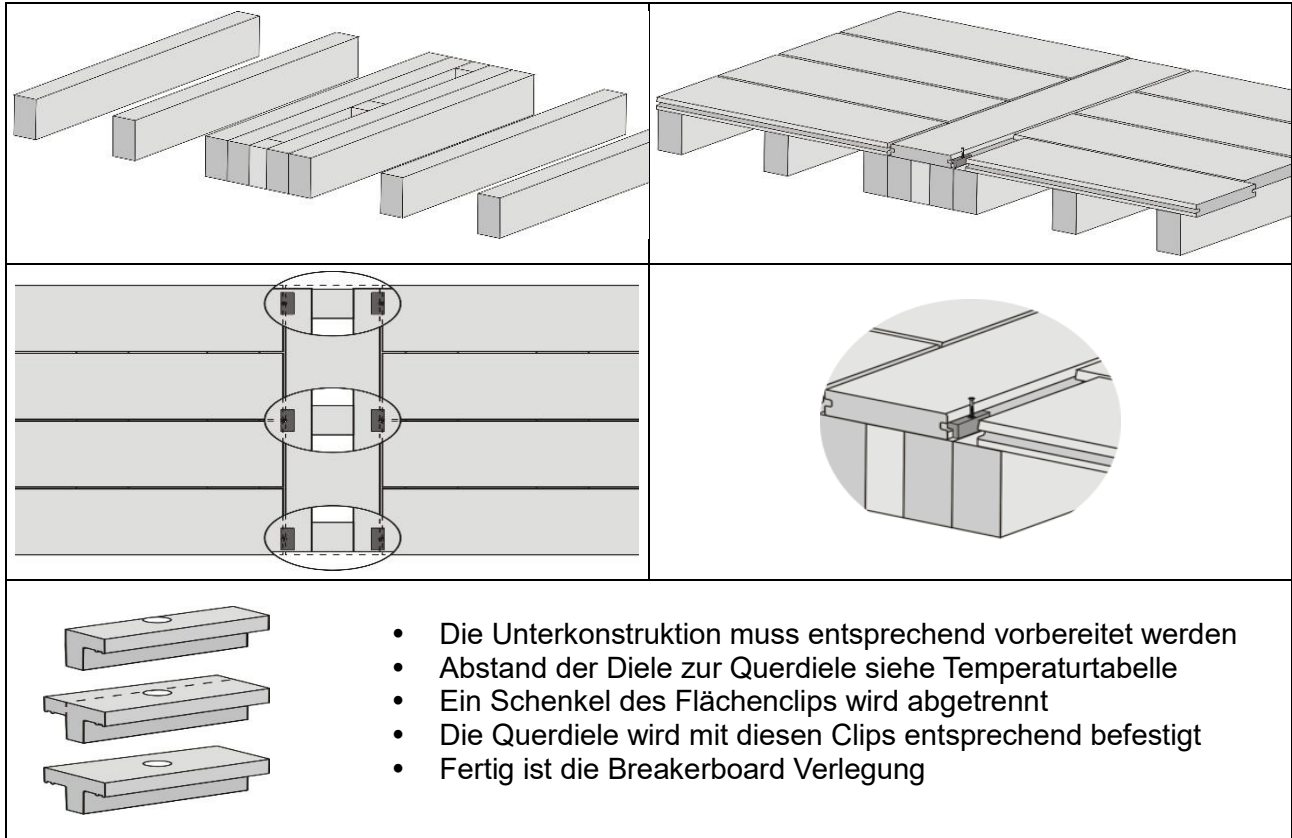 • Die Unterkonstruktion muss entsprechend vorbereitet werden
• Abstand der Diele zur Querdiele siehe Temperaturtabelle
• Ein Schenkel des Flächenclips wird abgetrennt
• Die Querdiele wird mit diesen Clips entsprechend befestigt
• Fertig ist die Breakerboard Verlegung